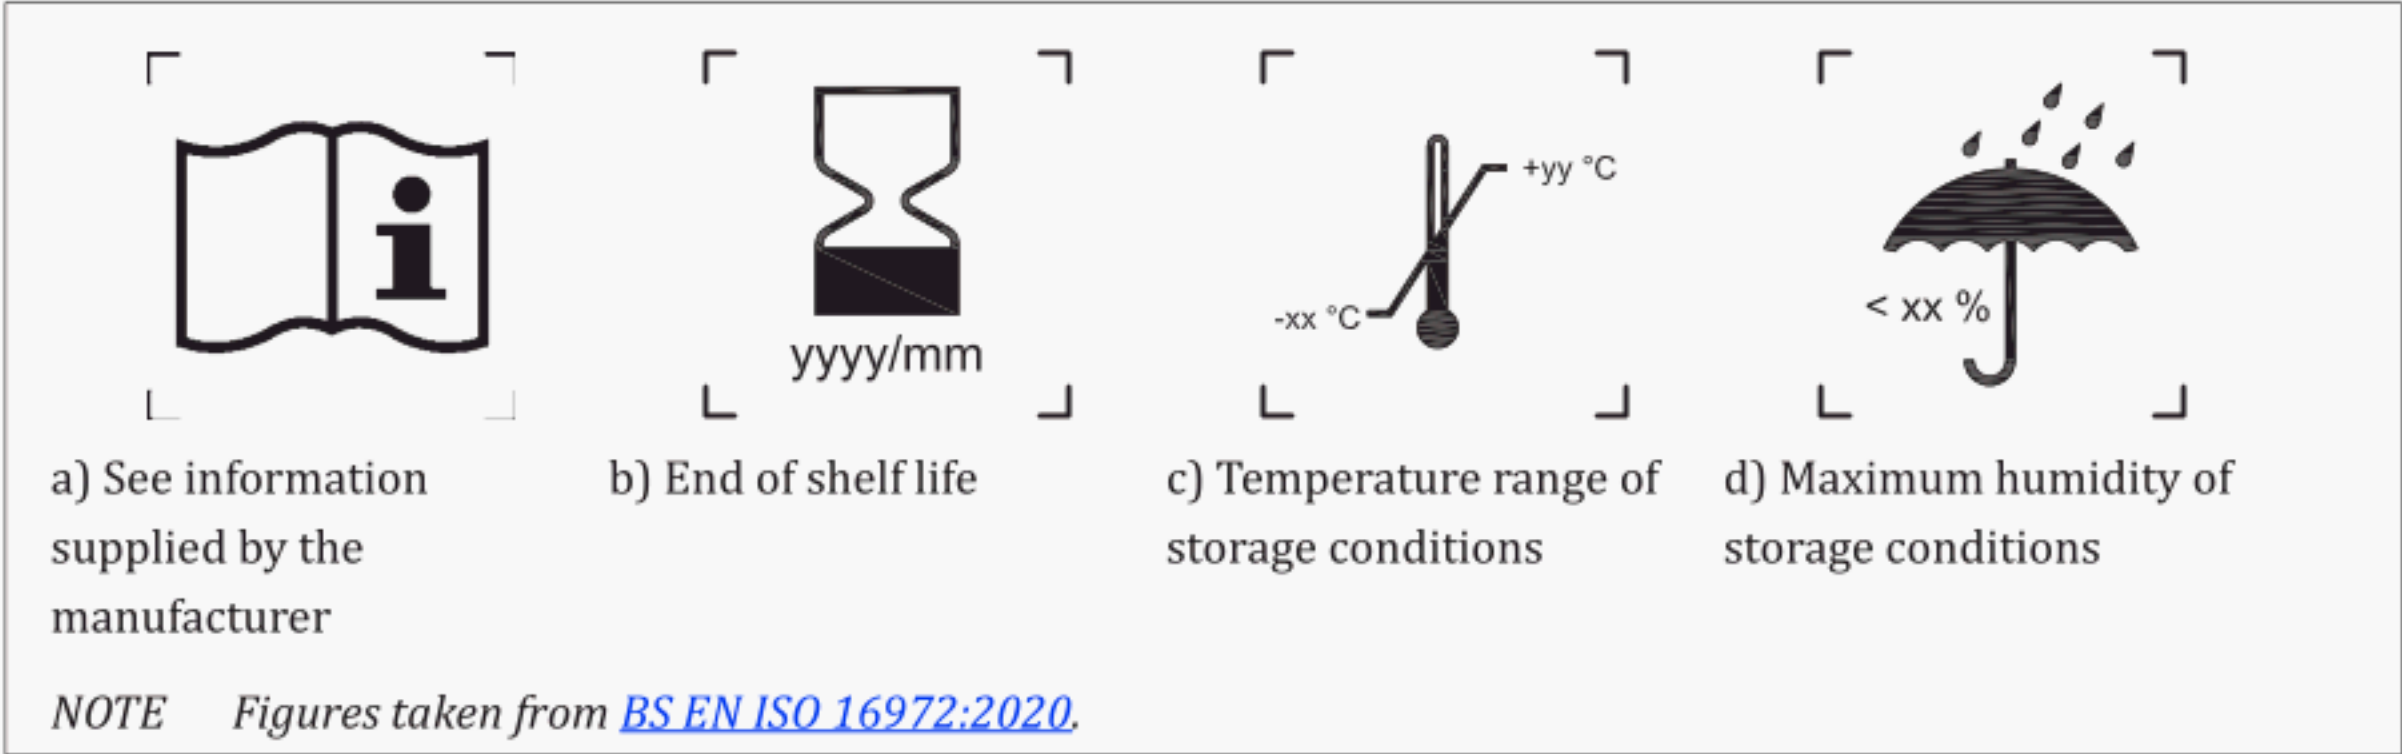 i
yyyy/mm
+yy °C
-xx °C
< xx %
a) See information
supplied by the
manufacturer
b) End of shelf life
c) Temperature range of
storage conditions
d) Maximum humidity of
storage conditions
NOTE Figures taken from BS EN ISO 16972:2020.